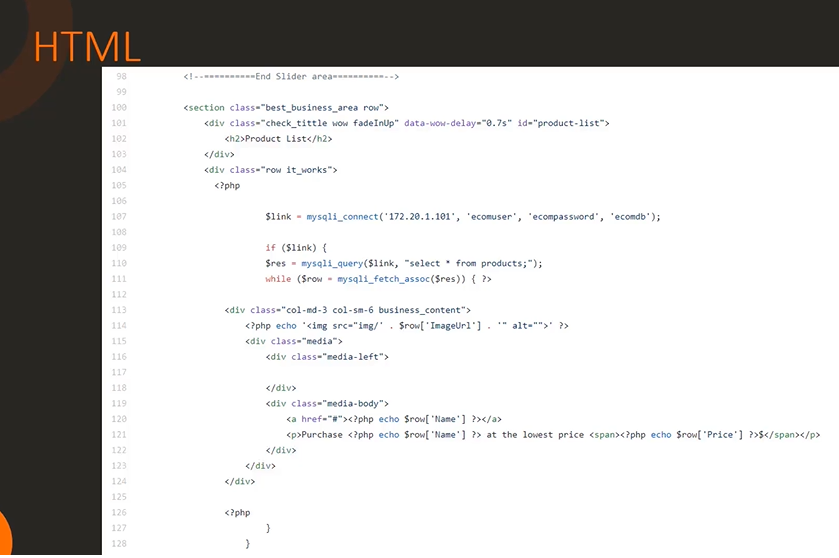 HTML
98 <!--==========End Slider area==========-->
99
100 <section class="best_business_area row">
101 <div class="check_tittle wow fadeInUp" data-wow-delay="0.7s" id="product-list">
102 <h2>Product List</h2>
103 </div>
104 <div class="row it_works">
105 <?php
106
107 $link = mysqli_connect('172.20.1.101', 'ecomuser', 'ecompassword', 'ecomdb');
108
109 if ($link) {
110 $res = mysqli_query($link, "select * from products;");
111 while ($row = mysqli_fetch_assoc($res)) { ?>
112
113 <div class="col-md-3 col-sm-6 business_content">
114 <?php echo '<img src="img/' . $row['ImageUrl'] . '" alt="">' ?>
115 <div class="media">
116 <div class="media-left">
117
118 </div>
119 <div class="media-body">
120 <a href="#"><?php echo $row['Name'] ?></a>
121 <p>Purchase <?php echo $row['Name'] ?> at the lowest price <span><?php echo $row['Price'] ?>$</span></p>
122 </div>
123 </div>
124 </div>
125
126 <?php
127 }
128 }